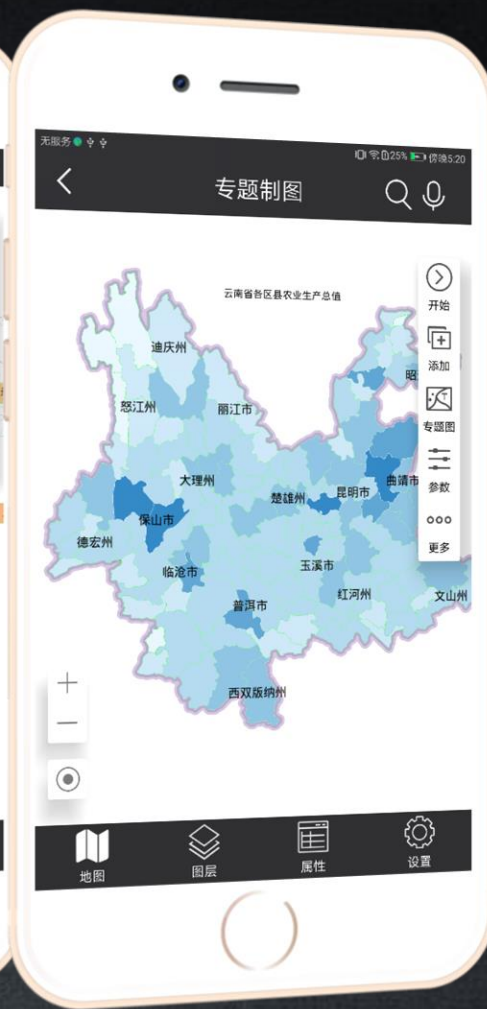 无服务
25% 傍晚5:20
专题制图
云南省各区县农业生产总值
开始
添加
专题图
参数
更多
迪庆州
昭
怒江州
丽江市
大理州
楚雄州
昆明市
曲靖市
保山市
德宏州
临沧市
玉溪市
普洱市
红河州
文山州
西双版纳州
地图
图层
属性
设置